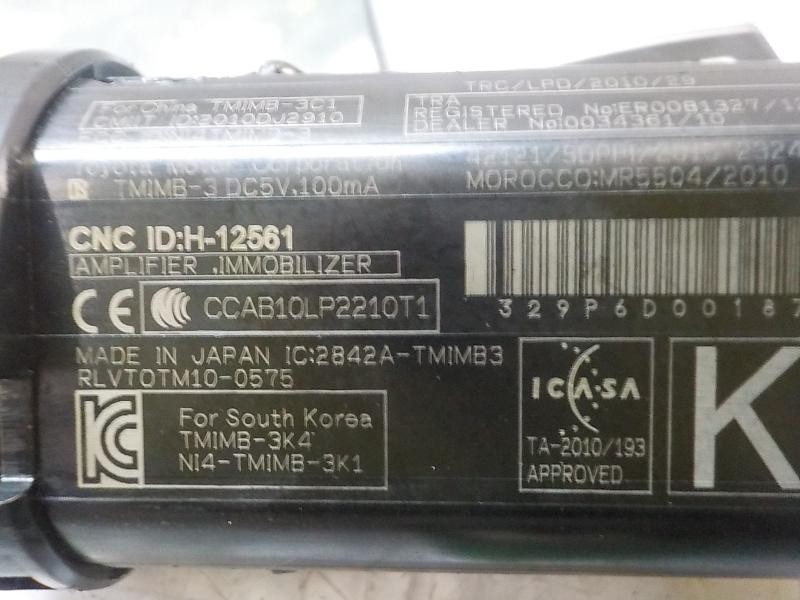 TRC/LPD/2010/29
For China TMIMB-3C1
CMIIT ID:2010DJ2910
TRA
REGISTERED No:ER0081327/1
DEALER No:0034361/10
Toyota Motor Corporation
TMIMB-3 DC5V,100mA
MOROCCO:MR5504/2010
CNC ID:H-12561
AMPLIFIER ,IMMOBILIZER
CE CCAB10LP2210T1
329P6D00187
MADE IN JAPAN IC:2842A-TMIMB3
RLVTOTM10-0575
KC
For South Korea
TMIMB-3K4
NI4-TMIMB-3K1
ICASA
TA-2010/193
APPROVED
K